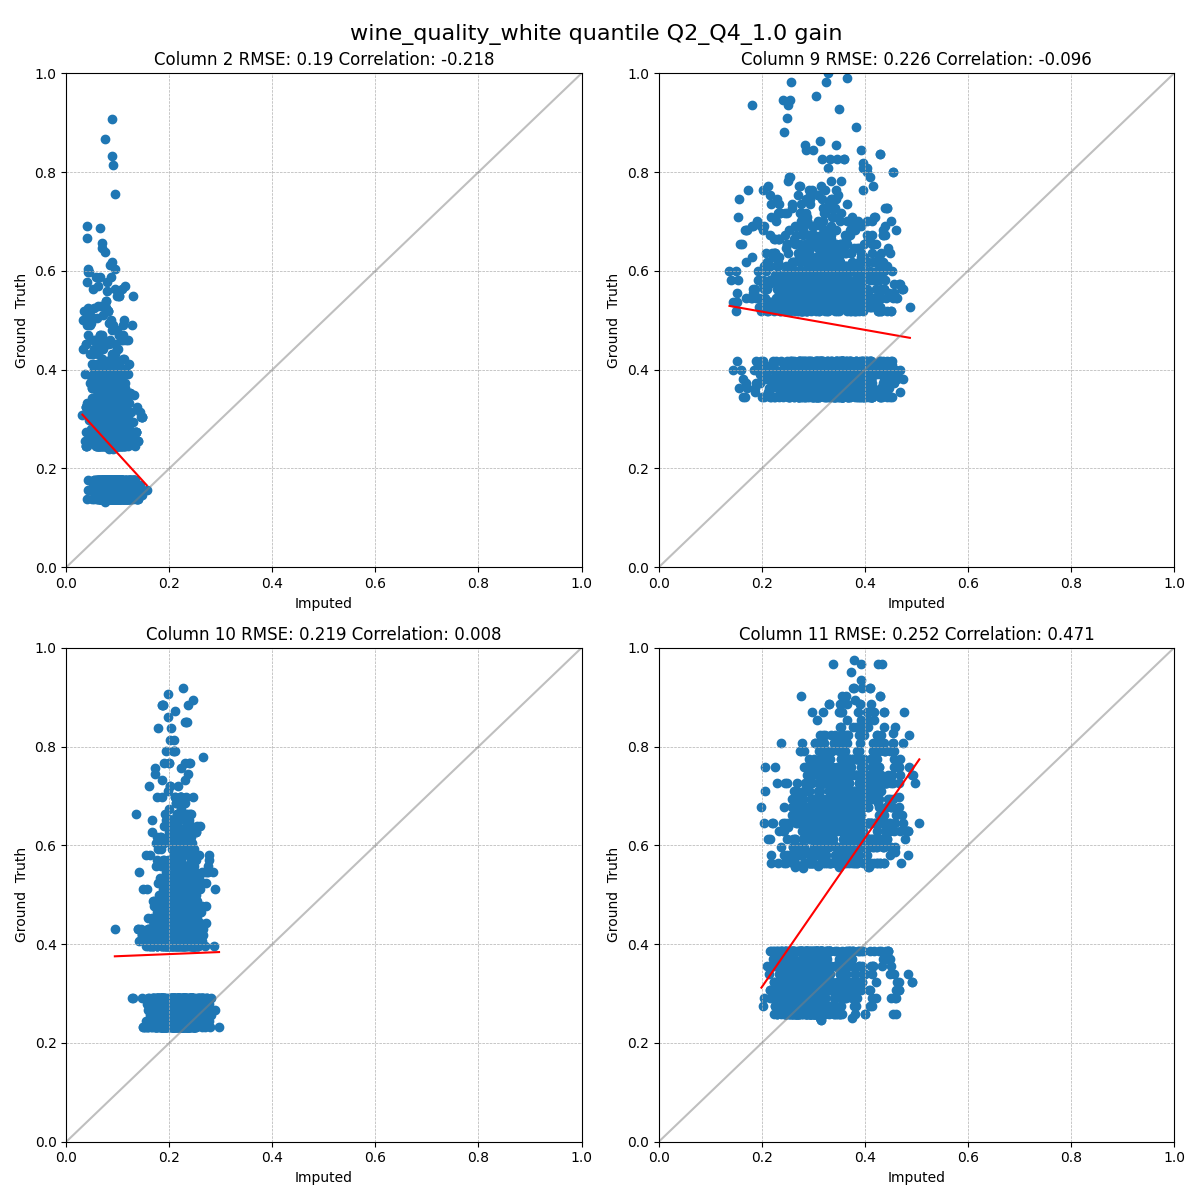 wine_quality_white quantile Q2_Q4_1.0 gain
Column 2 RMSE: 0.19 Correlation: -0.218
1.0
0.8
0.6
0.4
0.2
0.0
Ground Truth
0.0 0.2 0.4 0.6 0.8 1.0
Imputed
Column 9 RMSE: 0.226 Correlation: -0.096
1.0
0.8
0.6
0.4
0.2
0.0
Ground Truth
0.0 0.2 0.4 0.6 0.8 1.0
Imputed
Column 10 RMSE: 0.219 Correlation: 0.008
1.0
0.8
0.6
0.4
0.2
0.0
Ground Truth
0.0 0.2 0.4 0.6 0.8 1.0
Imputed
Column 11 RMSE: 0.252 Correlation: 0.471
1.0
0.8
0.6
0.4
0.2
0.0
Ground Truth
0.0 0.2 0.4 0.6 0.8 1.0
Imputed